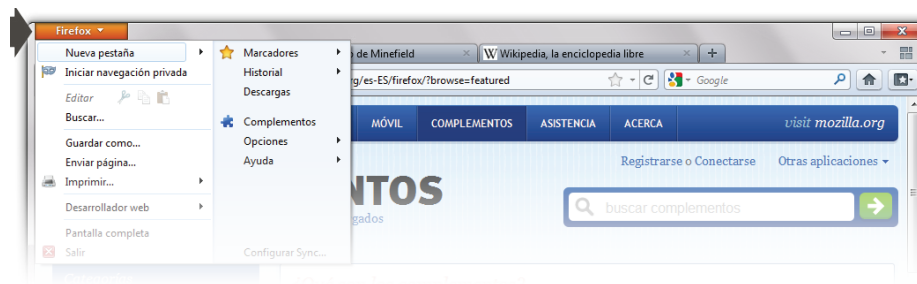 Firefox
Nueva pestaña
Iniciar navegación privada
Editar
Buscar...
Guardar como...
Enviar página...
Imprimir...
Desarrollador web
Pantalla completa
Salir
Marcadores
Historial
Descargas
Complementos
Opciones
Ayuda
Configurar Sync...
de Minefield
W Wikipedia, la enciclopedia libre
rg/es-ES/firefox/?browse=featured
Google
MÓVIL COMPLEMENTOS ASISTENCIA ACERCA visit mozilla.org
Registrarse o Conectarse Otras aplicaciones
NTOS
gados
buscar complementos